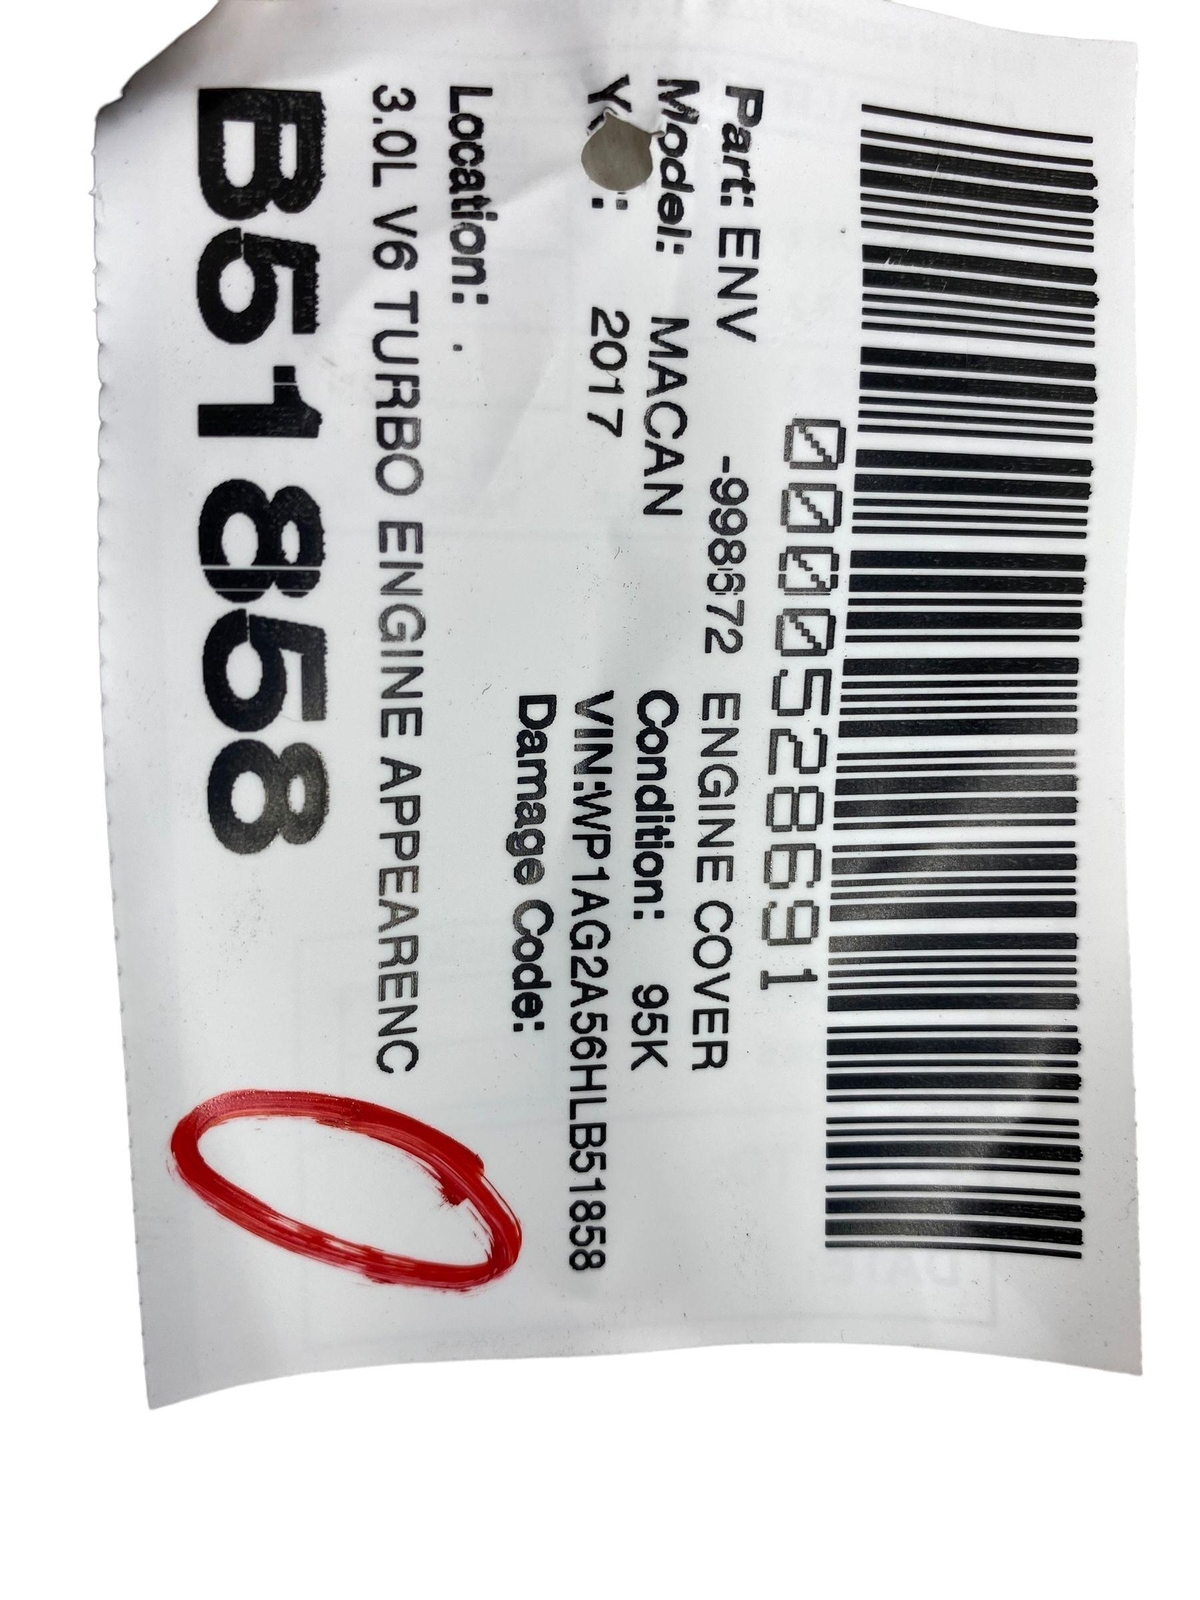 0000528691
Part: ENV -998672 ENGINE COVER
Model: MACAN Condition: 95K
2017 VIN:WP1AG2A56HLB51858
Damage Code:
Location: .
3.0L V6 TURBO ENGINE APPEARENC
B51858